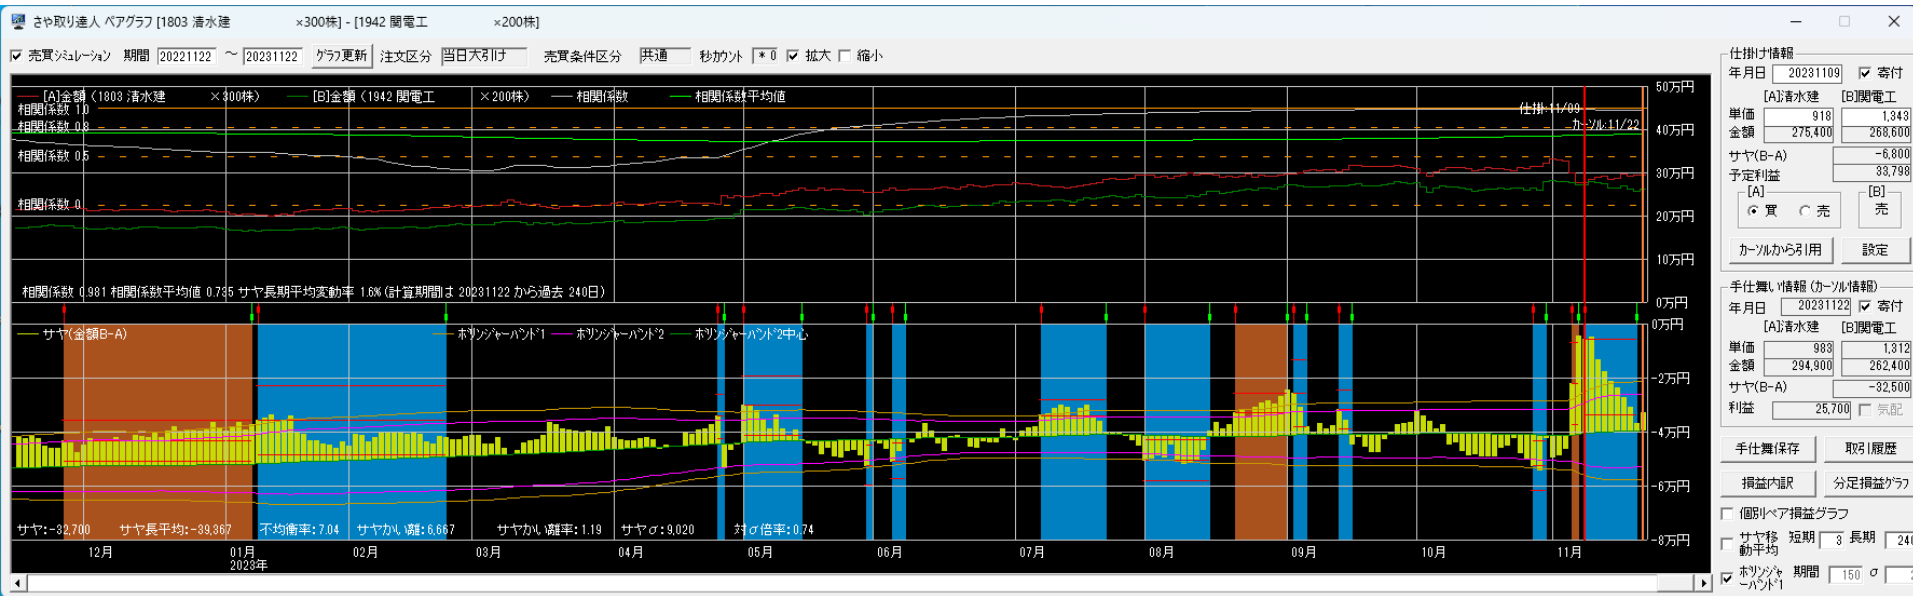 さや取り達人 ペアグラフ [1803 清水建 ×300株] - [1942 関電工 ×200株]
売買シミュレーション 期間 20221122 ～ 20231122 グラフ更新 注文区分 当日大引け 売買条件区分 共通 秒カウント * 0 拡大 縮小
[A]金額 (1803 清水建 ×300株) [B]金額 (1942 関電工 ×200株) 相関係数 相関係数平均値
相関係数 1.0
相関係数 0.8
相関係数 0.5
相関係数 0
仕掛:11/09
カーソル:11/22
50万円
40万円
30万円
20万円
10万円
0万円
相関係数 0.981 相関係数平均値 0.735 サヤ長期平均変動率 1.6% (計算期間は 20231122 から過去 240日)
サヤ(金額B-A) ボリンジャーバンド1 ボリンジャーバンド2 ボリンジャーバンド2中心
0万円
-2万円
-4万円
-6万円
-8万円
サヤ:-32,700 サヤ長平均:-39,367 不均衡率:7.04 サヤかい離:6,667 サヤかい離率:1.19 サヤσ:9,020 対σ倍率:0.74
12月 01月 02月 03月 04月 05月 06月 07月 08月 09月 10月 11月
2023年
仕掛け情報
年月日 20231109 寄付
[A]清水建 [B]関電工
単価 918 1,343
金額 275,400 268,600
サヤ(B-A) -6,800
予定利益 33,798
[A] [B]
買 売 売
カーソルから引用 設定
手仕舞い情報 (カーソル情報)
年月日 20231122 寄付
[A]清水建 [B]関電工
単価 983 1,312
金額 294,900 262,400
サヤ(B-A) -32,500
利益 25,700 気配
手仕舞保存 取引履歴
損益内訳 分足損益グラフ
個別ペア損益グラフ
サヤ移動平均 短期 3 長期 240
ボリンジャーバンド1 期間 150 σ 2